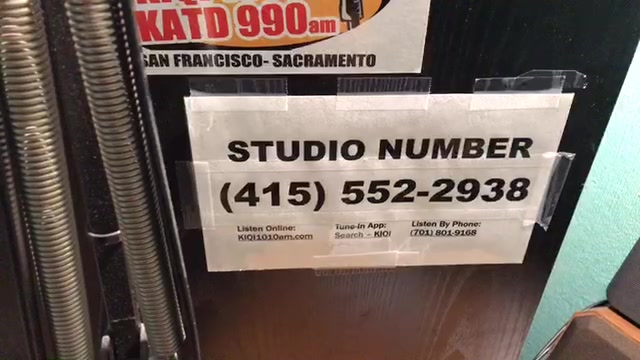 KATD 990am
SAN FRANCISCO- SACRAMENTO
STUDIO NUMBER
(415) 552-2938
Listen Online:
KIQI1010am.com
Tune-In App:
Search – KIQI
Listen By Phone:
(701) 801-9168